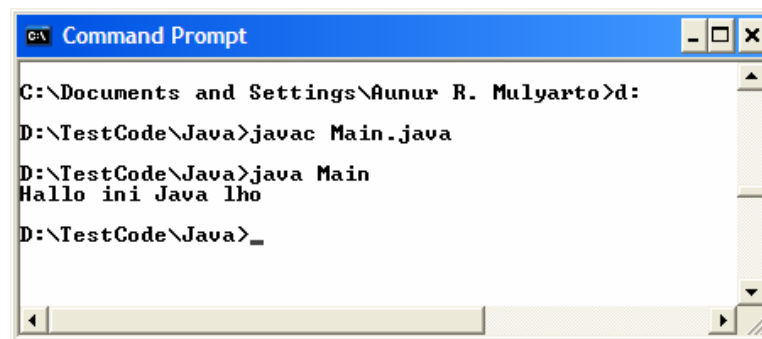 Command Prompt
C:\Documents and Settings\Aunur R. Mulyarto>d:
D:\TestCode\Java>javac Main.java
D:\TestCode\Java>java Main
Hallo ini Java lho
D:\TestCode\Java>_